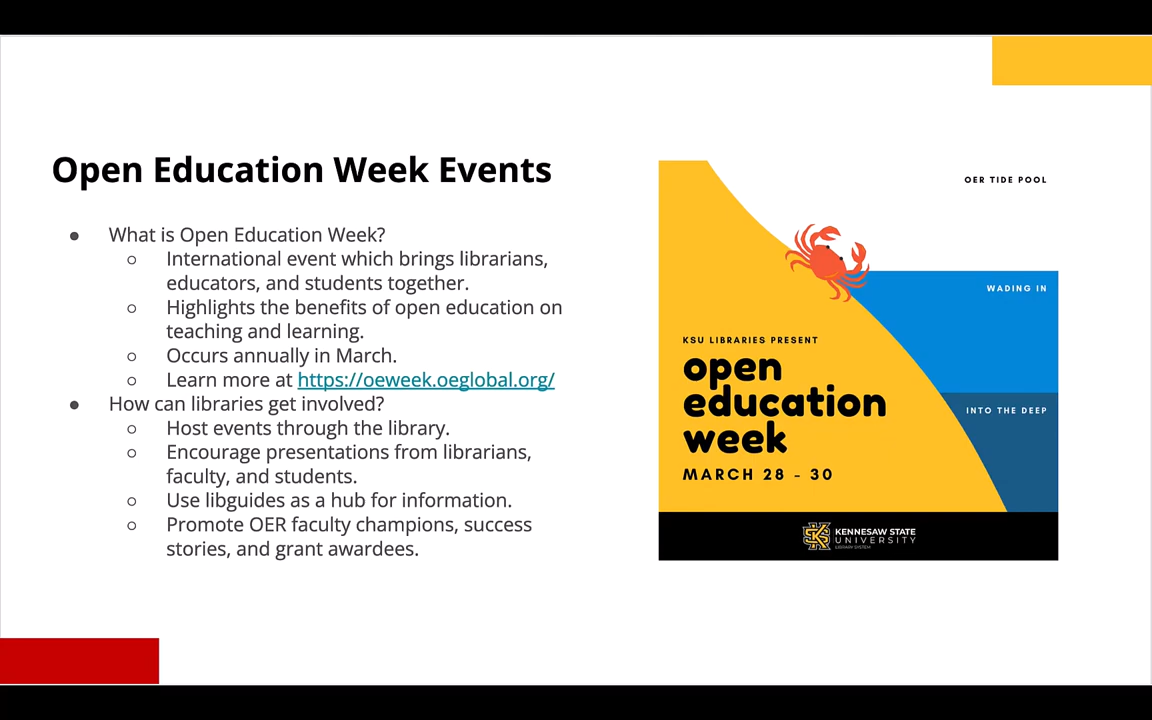 Open Education Week Events
● What is Open Education Week?
○ International event which brings librarians,
educators, and students together.
○ Highlights the benefits of open education on
teaching and learning.
○ Occurs annually in March.
○ Learn more at https://oeweek.oeglobal.org/
● How can libraries get involved?
○ Host events through the library.
○ Encourage presentations from librarians,
faculty, and students.
○ Use libguides as a hub for information.
○ Promote OER faculty champions, success
stories, and grant awardees.
OER TIDE POOL
WADING IN
INTO THE DEEP
KSU LIBRARIES PRESENT
open
education
week
MARCH 28 - 30
KENNESAW STATE
UNIVERSITY
LIBRARY SYSTEM